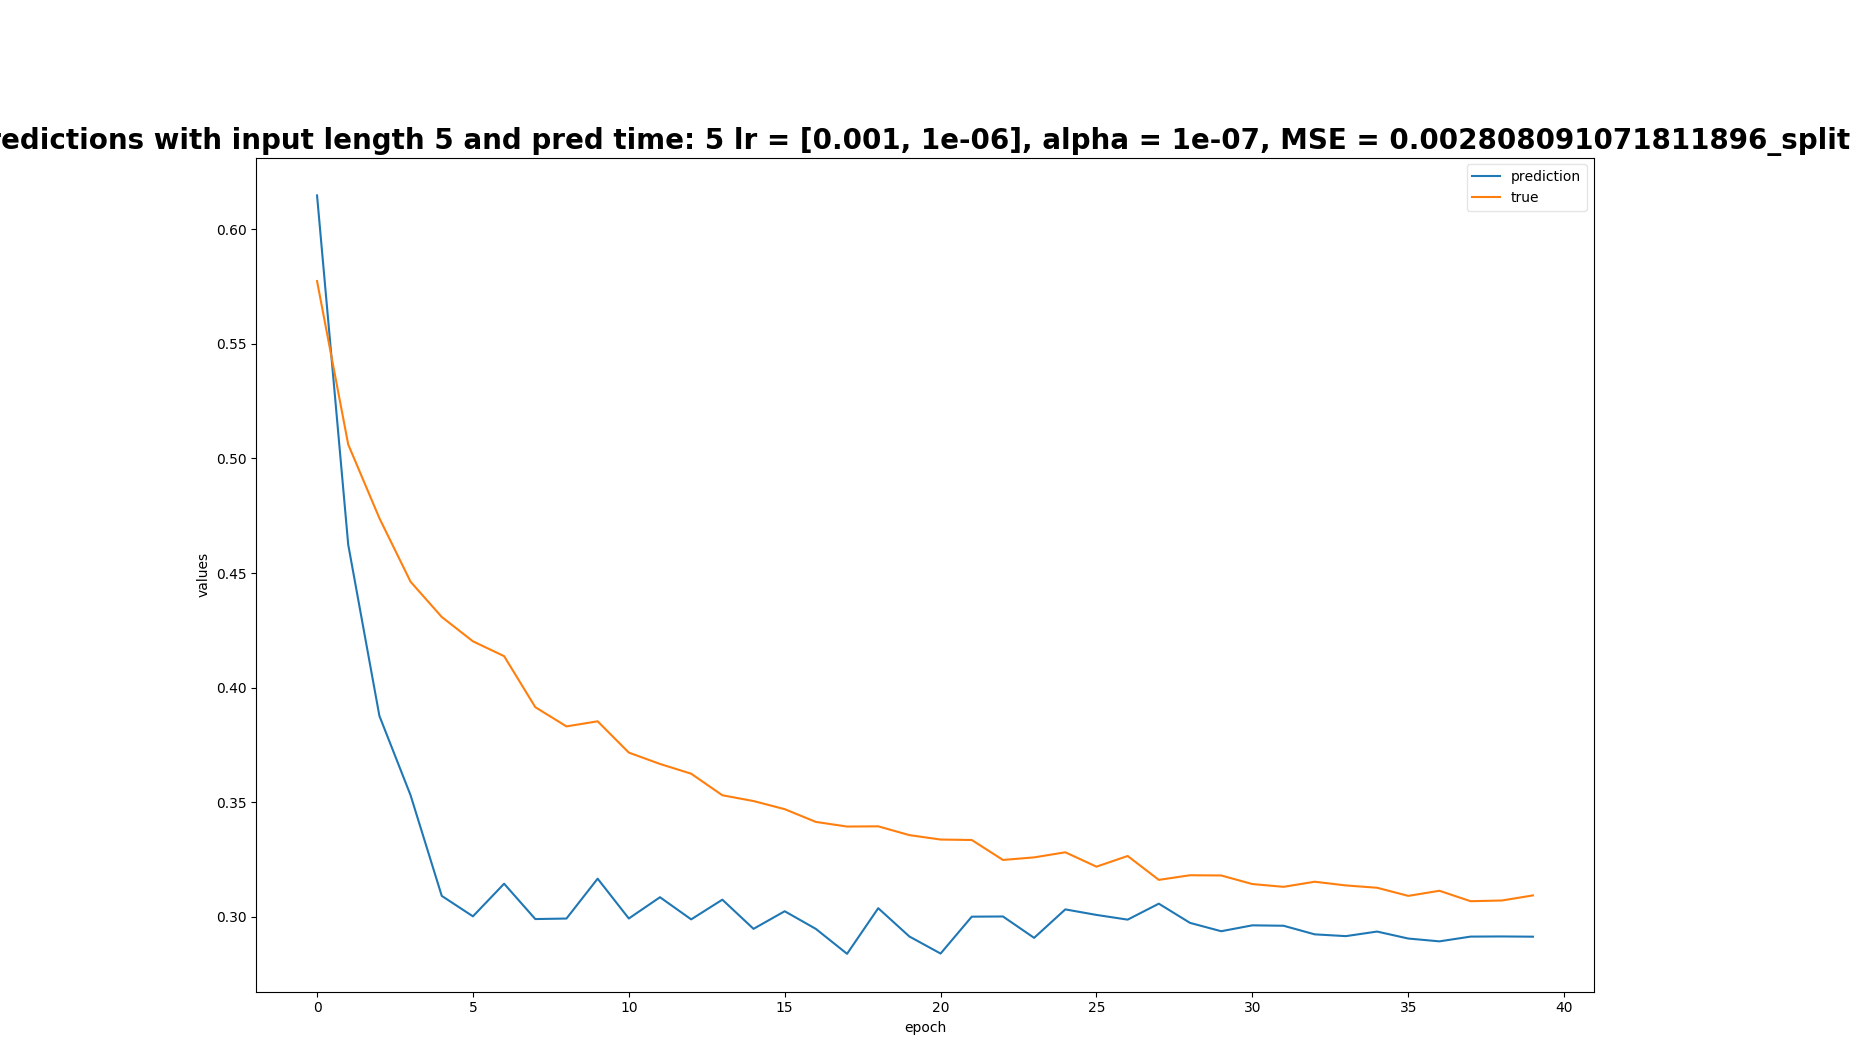 redictions with input length 5 and pred time: 5 lr = [0.001, 1e-06], alpha = 1e-07, MSE = 0.002808091071811896_split
prediction
true
0.60
0.55
0.50
0.45
0.40
0.35
0.30
values
0 5 10 15 20 25 30 35 40
epoch